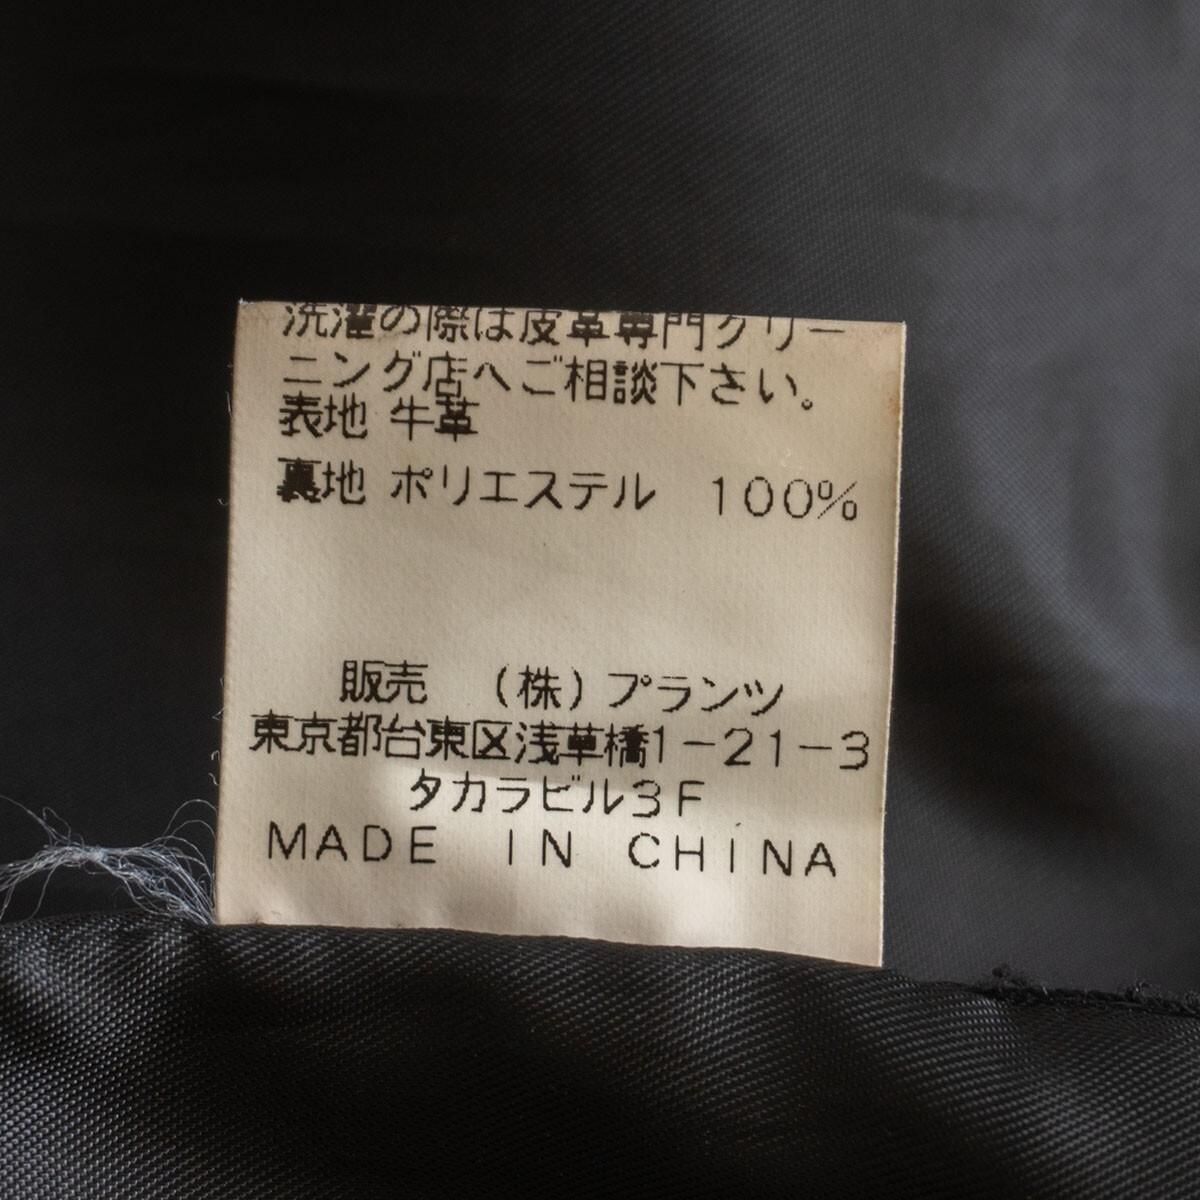 洗濯の際は皮革専門クリー
ニング店へご相談下さい。
表地 牛革
裏地 ポリエステル 100%
販売 (株)プランツ
東京都台東区浅草橋1-21-3
タカラビル3F
MADE IN CHINA